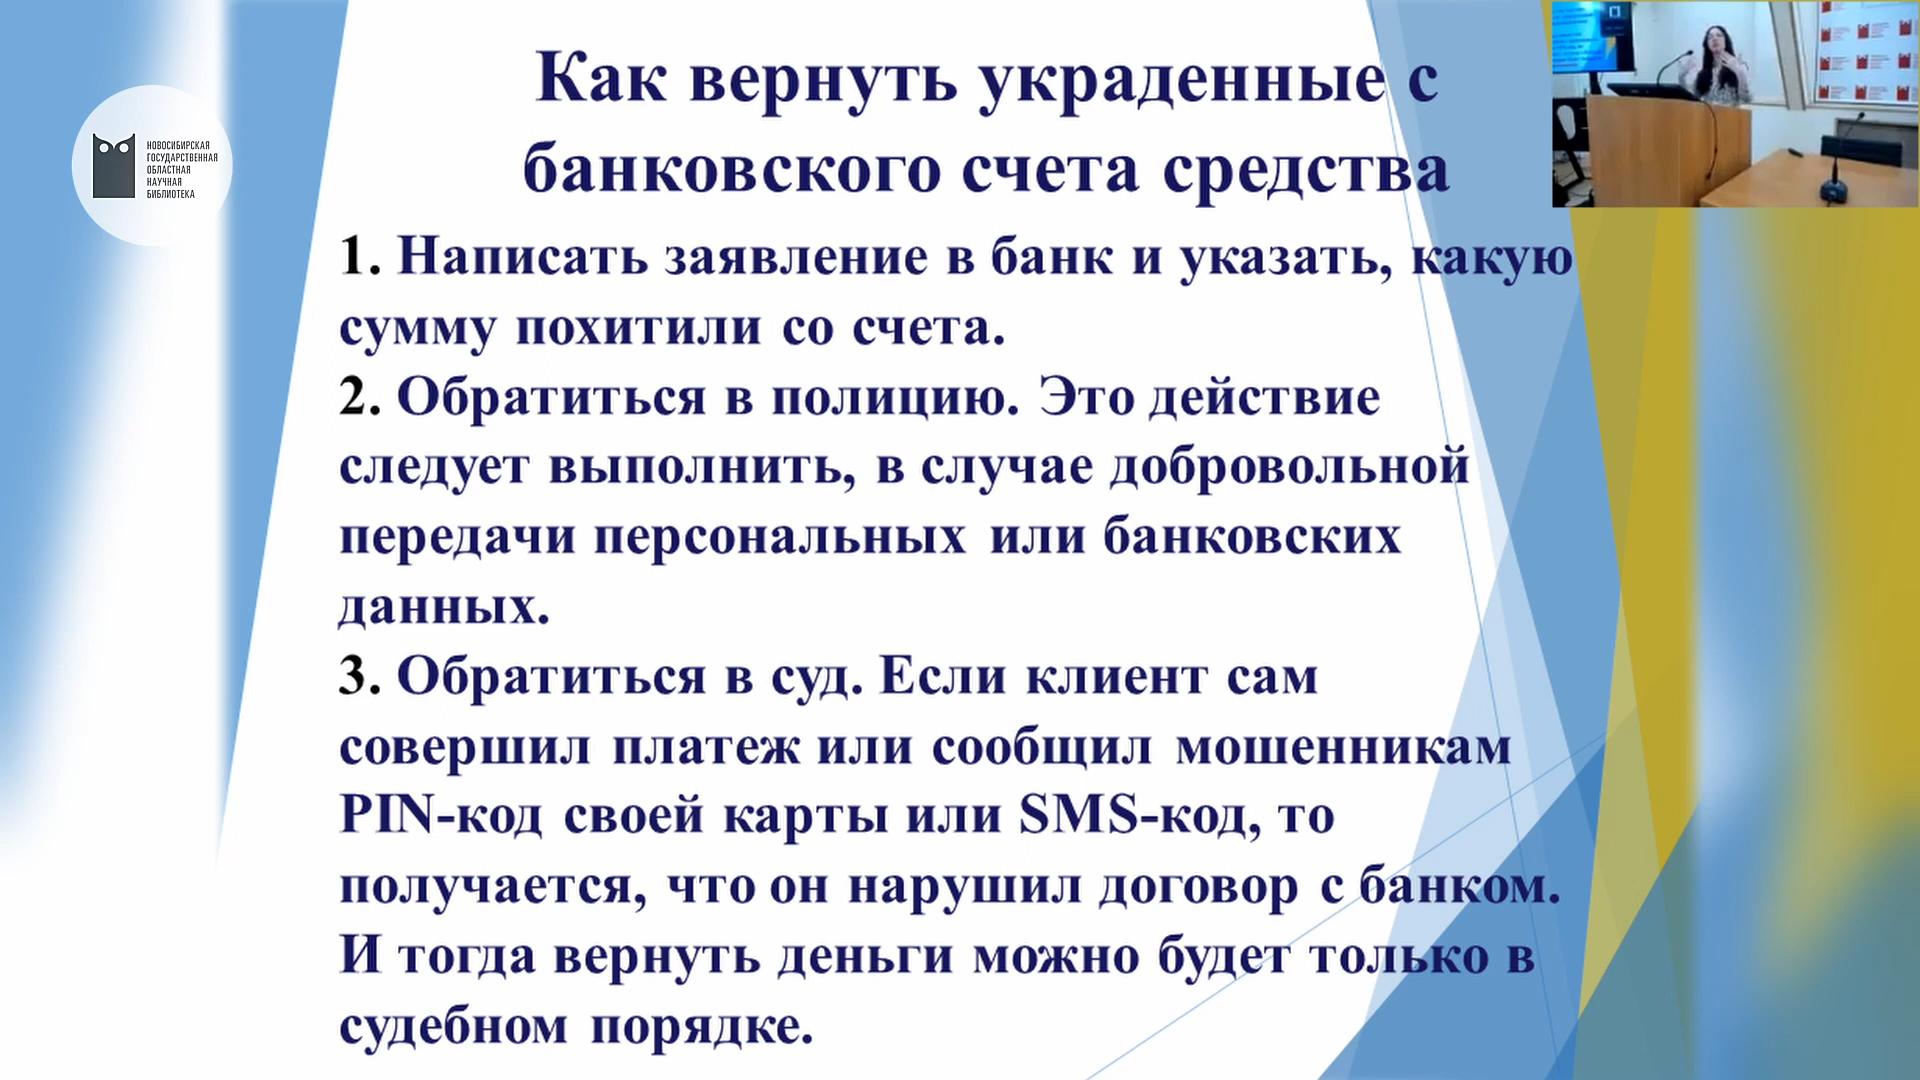 НОВОСИБИРСКАЯ
ГОСУДАРСТВЕННАЯ
ОБЛАСТНАЯ
НАУЧНАЯ
БИБЛИОТЕКА
Как вернуть украденные с
банковского счета средства
1. Написать заявление в банк и указать, какую
сумму похитили со счета.
2. Обратиться в полицию. Это действие
следует выполнить, в случае добровольной
передачи персональных или банковских
данных.
3. Обратиться в суд. Если клиент сам
совершил платеж или сообщил мошенникам
PIN-код своей карты или SMS-код, то
получается, что он нарушил договор с банком.
И тогда вернуть деньги можно будет только в
судебном порядке.